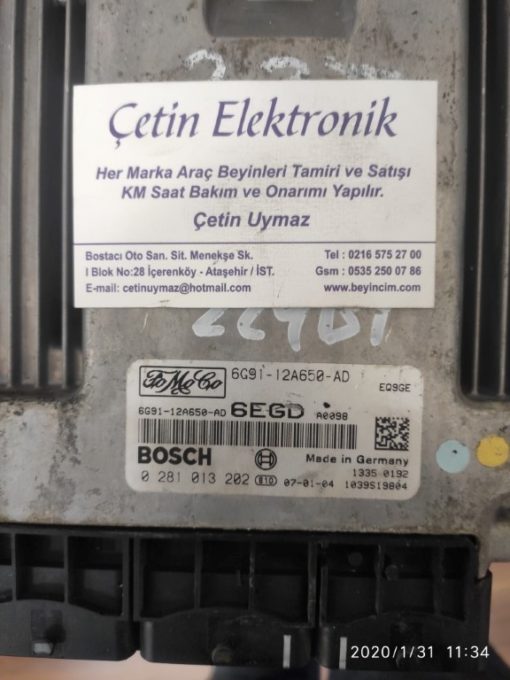 Çetin Elektronik
Her Marka Araç Beyinleri Tamiri ve Satışı
KM Saat Bakım ve Onarımı Yapılır.
Çetin Uymaz
Bostacı Oto San. Sit. Menekşe Sk. Tel : 0216 575 27 00
I Blok No:28 İçerenköy - Ataşehir / İST. Gsm : 0535 250 07 86
E-mail: cetinuymaz@hotmail.com www.beyincim.com
FoMoCo 6G91-12A650-AD EQ9GE
6G91-12A650-AD 6EGD A0098
BOSCH Made in Germany
1335 0192
0 281 013 202 810 07-01-04 1039S19804
2020/1/31 11:34